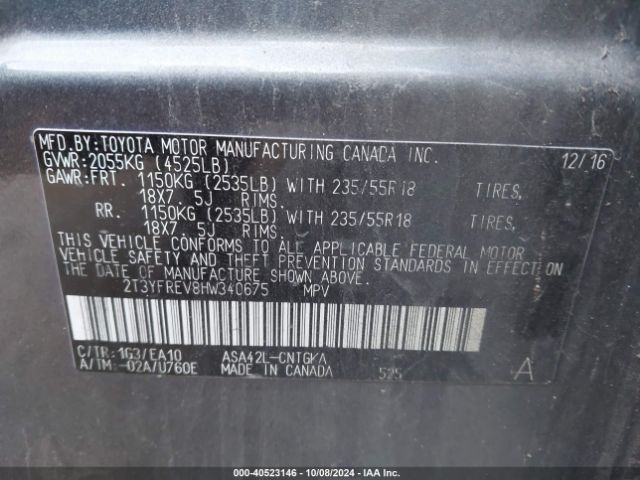 MFD.BY:TOYOTA MOTOR MANUFACTURING CANADA INC. 12/16
GVWR:2055KG (4525LB)
GAWR:FRT. 1150KG (2535LB) WITH 235/55R18 TIRES,
18X7. 5J RIMS.
RR. 1150KG (2535LB) WITH 235/55R18 TIRES,
18X7. 5J RIMS.
THIS VEHICLE CONFORMS TO ALL APPLICABLE FEDERAL MOTOR
VEHICLE SAFETY AND THEFT PREVENTION STANDARDS IN EFFECT ON
THE DATE OF MANUFACTURE SHOWN ABOVE.
2T3YFREV8HW340675 MPV
C/TR:1G3/EA10 ASA42L-CNTGKA
A/TM:-02A/U760E MADE IN CANADA 525 A
000-40523146 - 10/08/2024 - IAA Inc.